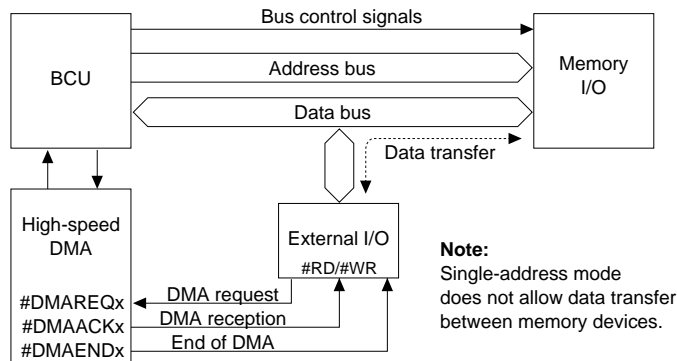 Bus control signals
BCU
Address bus
Memory
I/O
Data bus
Data transfer
High-speed
DMA
External I/O
#RD/#WR
Note:
Single-address mode
does not allow data transfer
between memory devices.
#DMAREQx
DMA request
#DMAACKx
DMA reception
#DMAENDx
End of DMA